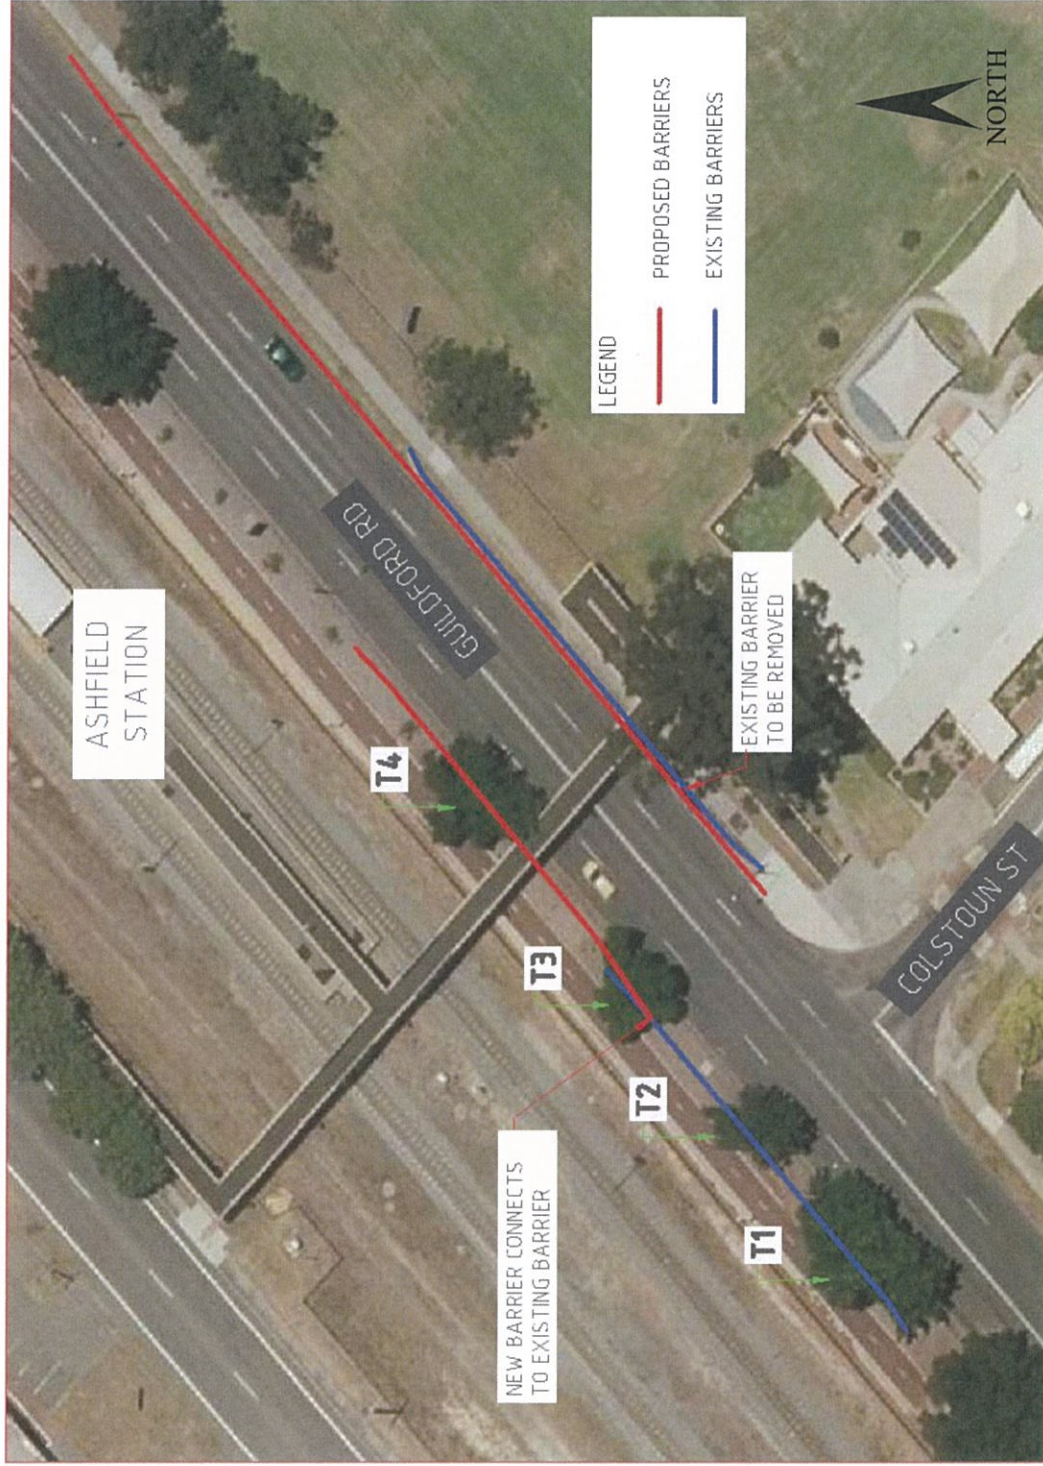 ASHFIELD
STATION
GUILDFORD RD
T4
T3
T2
T1
NEW BARRIER CONNECTS
TO EXISTING BARRIER
EXISTING BARRIER
TO BE REMOVED
COLSTOUN ST
LEGEND
PROPOSED BARRIERS
EXISTING BARRIERS
NORTH